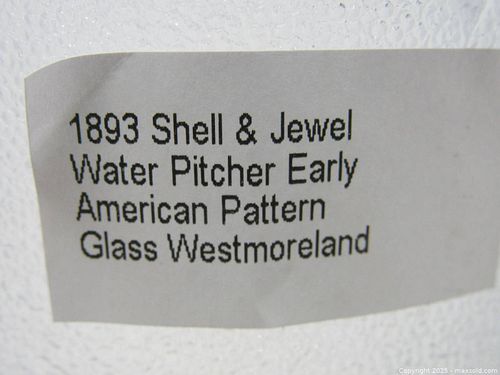 1893 Shell & Jewel
Water Pitcher Early
American Pattern
Glass Westmoreland
Copyright 2025 - maxsold.com